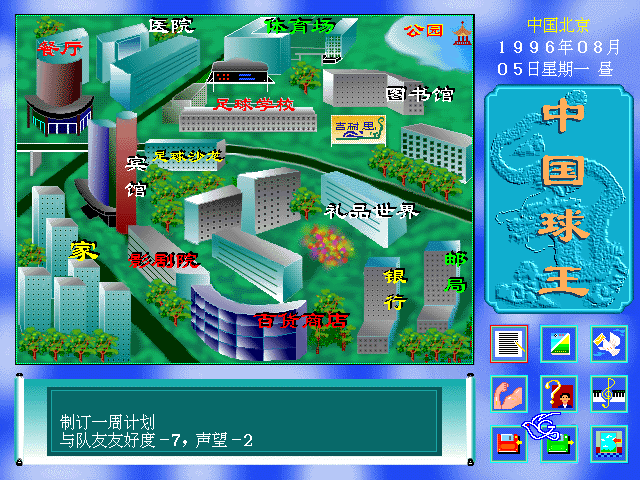 医院
体育场
公园
餐厅
足球学校
图书馆
吉利思
足球沙龙
宾馆
礼品世界
家
影剧院
银行
邮局
百货商店
中国北京
1996年08月
05日星期一 昼
中国球王
制订一周计划
与队友友好度-7,声望-2